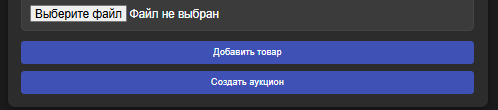 Выберите файл Файл не выбран
Добавить товар
Создать аукцион